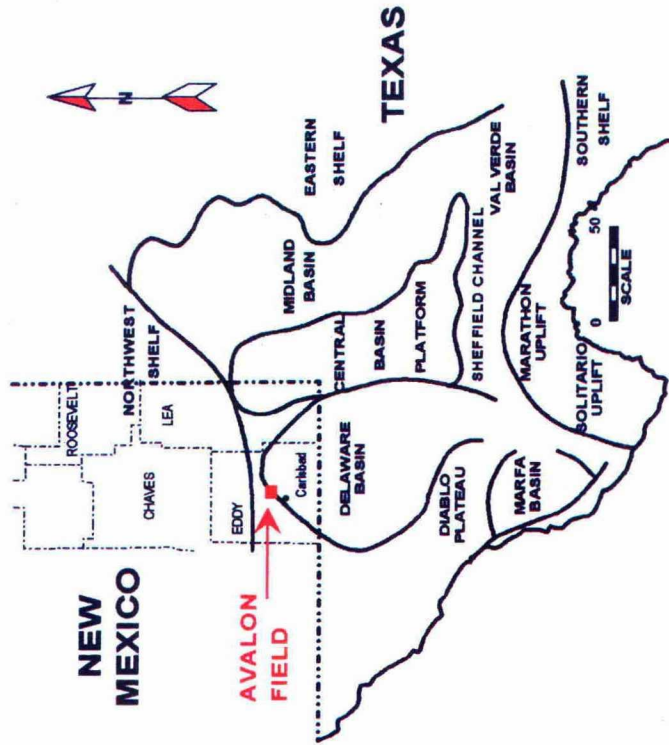 NEW
MEXICO
ROOSEVELT
CHAVES
NORTHWEST
SHELF
LEA
EDDY
Carlsbad
AVALON
FIELD
N
TEXAS
EASTERN
SHELF
MIDLAND
BASIN
CENTRAL
BASIN
PLATFORM
DELAWARE
BASIN
SHEFFIELD CHANNEL
VAL VERDE
BASIN
DIABLO
PLATEAU
MARFA
BASIN
MARATHON
UPLIFT
SOLITARIO
UPLIFT
SOUTHERN
SHELF
0 50
SCALE